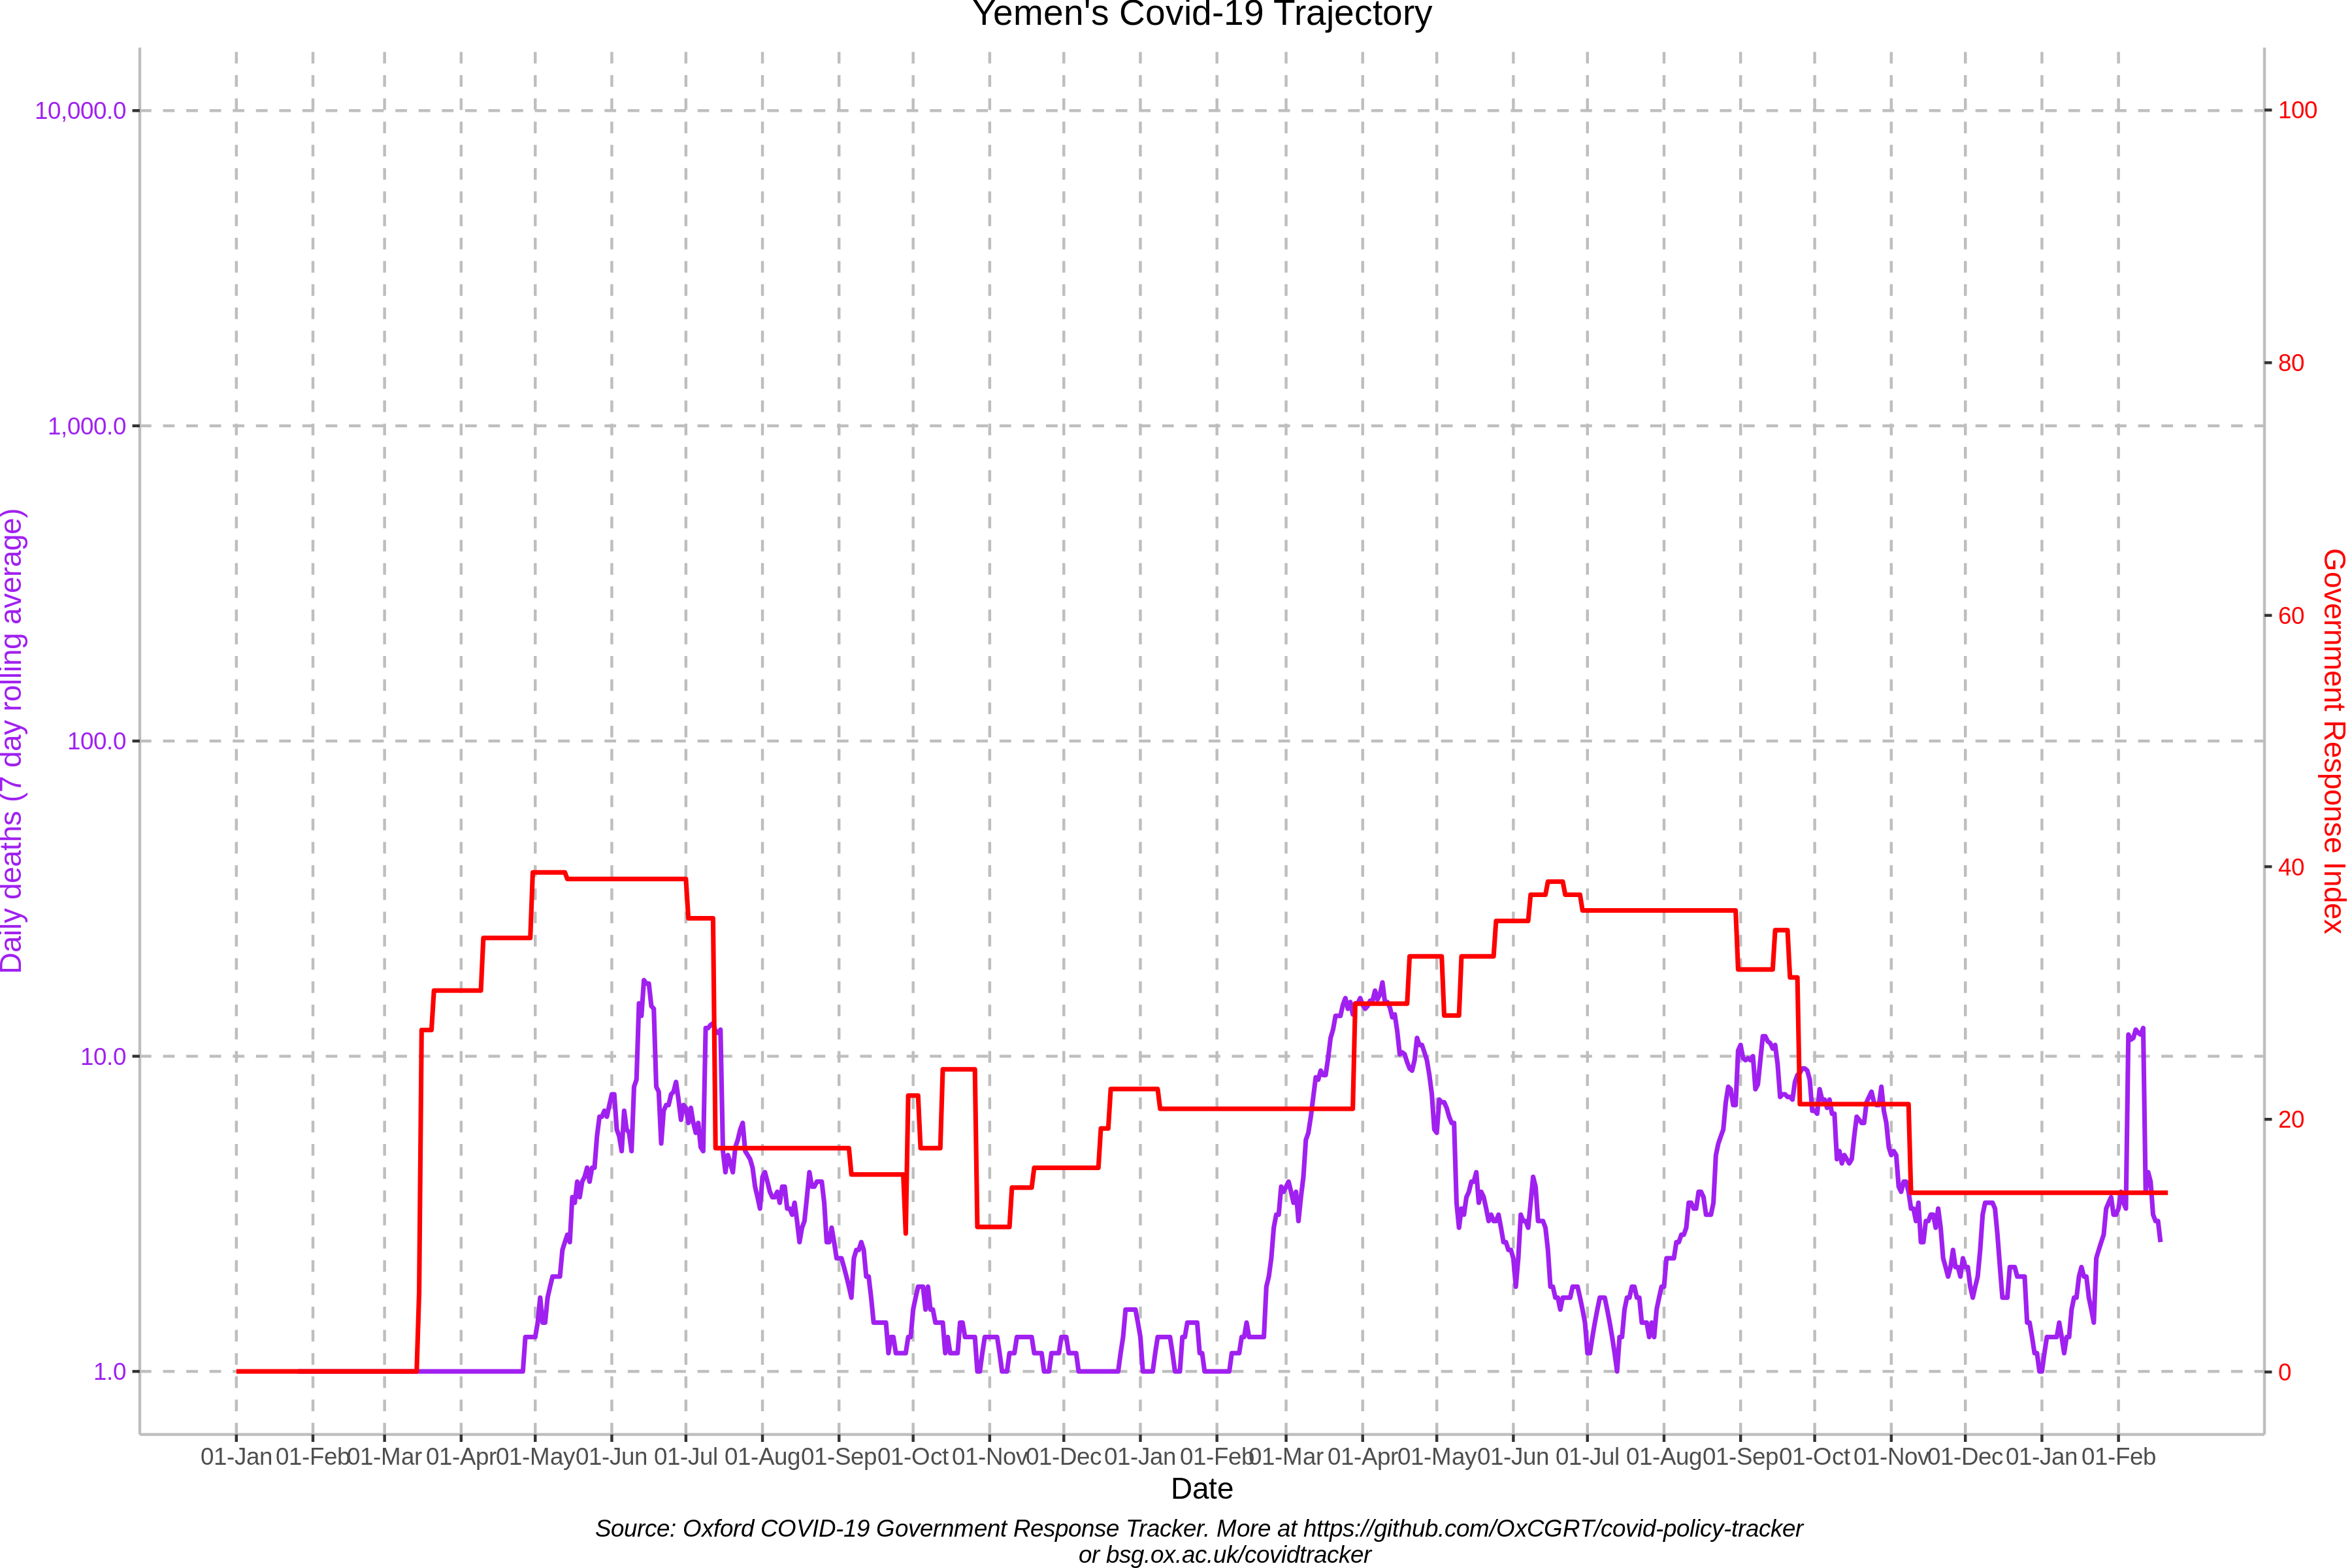 Yemen's Covid-19 Trajectory
10,000.0
1,000.0
100.0
10.0
1.0
Daily deaths (7 day rolling average)
100
80
60
40
20
0
Government Response Index
01-Jan 01-Feb 01-Mar 01-Apr 01-May 01-Jun 01-Jul 01-Aug 01-Sep 01-Oct 01-Nov 01-Dec 01-Jan 01-Feb 01-Mar 01-Apr 01-May 01-Jun 01-Jul 01-Aug 01-Sep 01-Oct 01-Nov 01-Dec 01-Jan 01-Feb
Date
Source: Oxford COVID-19 Government Response Tracker. More at https://github.com/OxCGRT/covid-policy-tracker
or bsg.ox.ac.uk/covidtracker